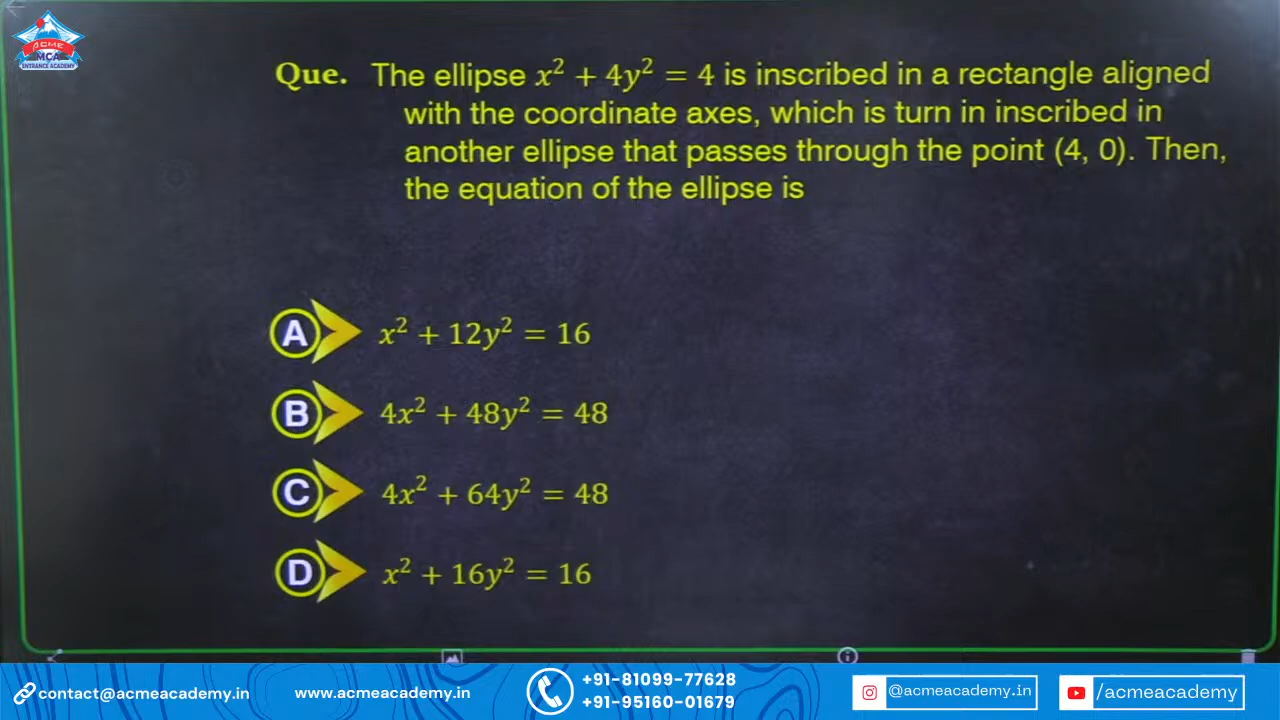 ACME
MCA
ENTRANCE ACADEMY
Que. The ellipse x² + 4y² = 4 is inscribed in a rectangle aligned
with the coordinate axes, which is turn in inscribed in
another ellipse that passes through the point (4, 0). Then,
the equation of the ellipse is
A x² + 12y² = 16
B 4x² + 48y² = 48
C 4x² + 64y² = 48
D x² + 16y² = 16
contact@acmeacademy.in
www.acmeacademy.in
+91-81099-77628
+91-95160-01679
@acmeacademy.in
/acmeacademy